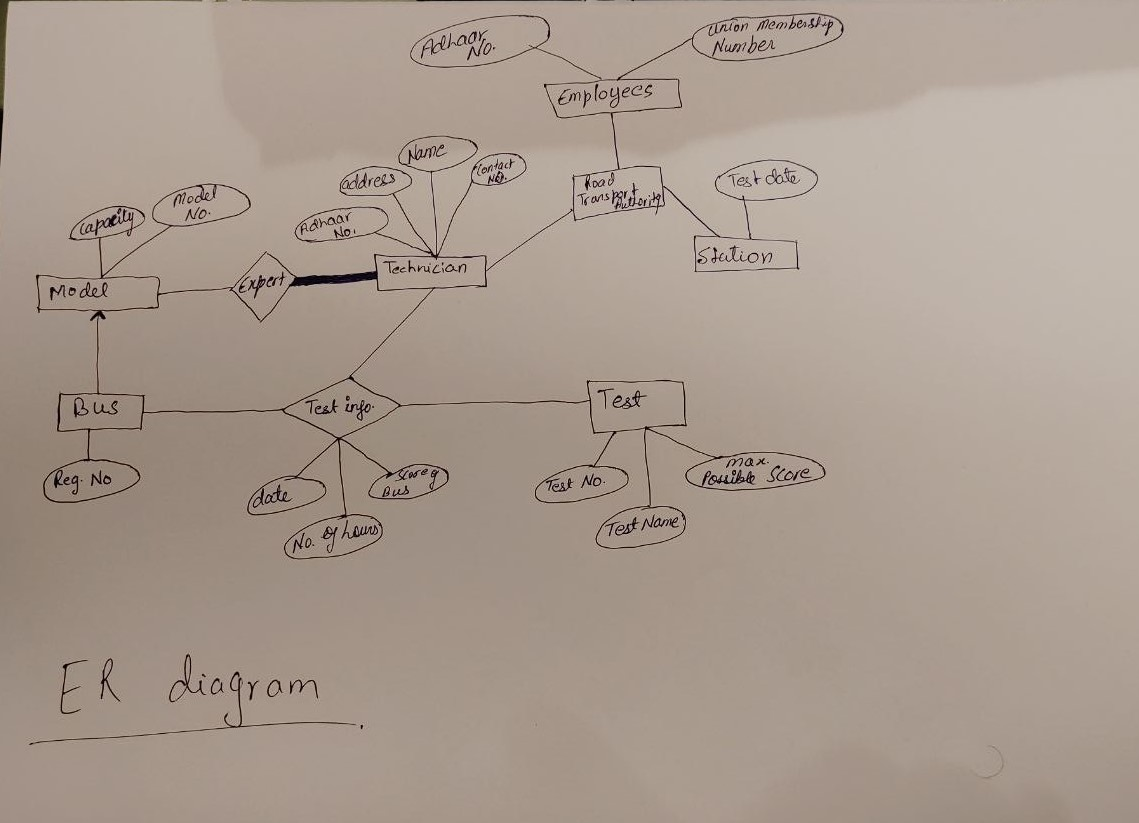 Adhaar
No.
Union Membership
Number
Employees
Name
Contact
No.
address
Adhaar
No.
Road
Transport
Authority
Test date
Station
Capacity
Model
No.
Model
Expert
Technician
Bus
Test info.
Test
Reg. No
date
No. of hours
Score of
Bus
Test No.
Test Name
max.
Possible Score
ER diagram